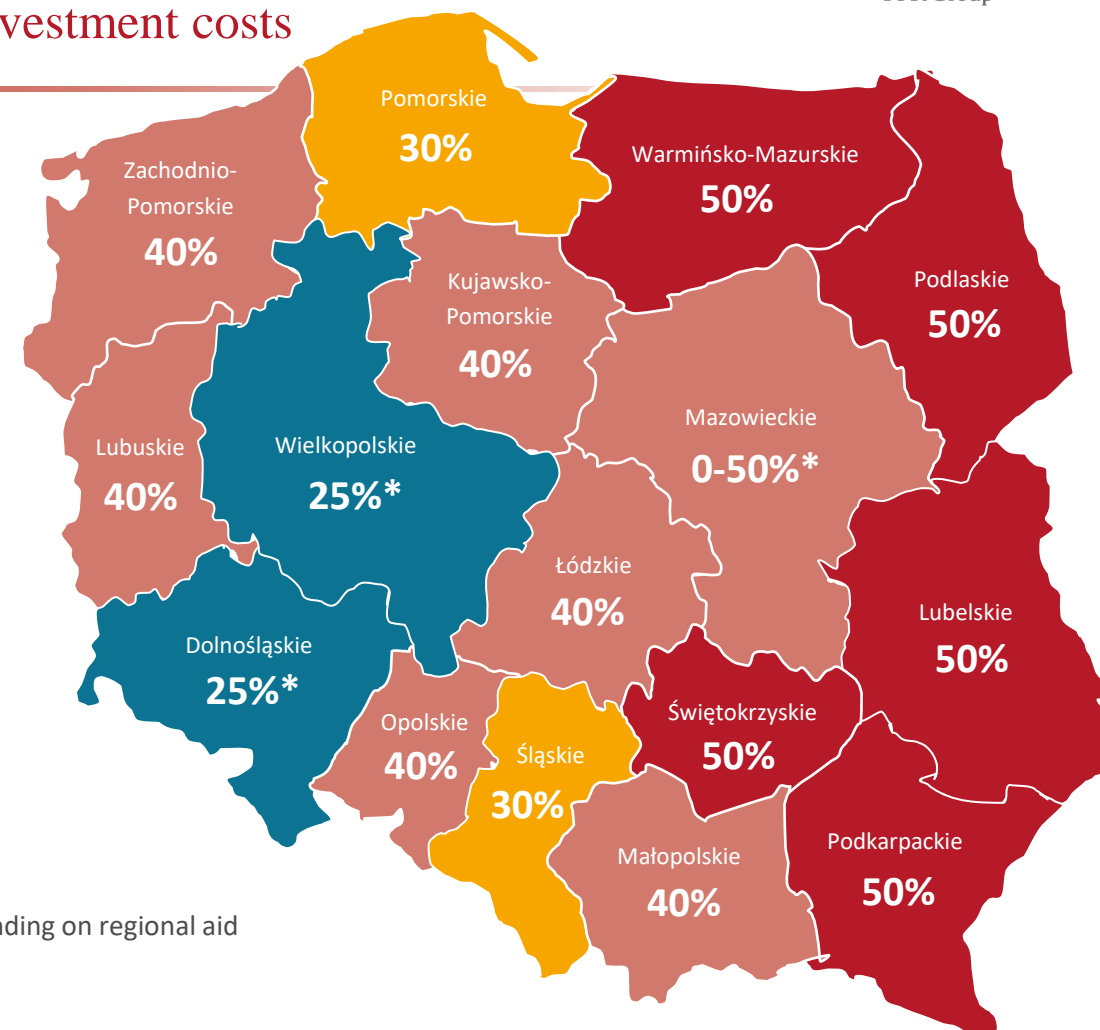 vestment costs
Pomorskie
30%
Warmińsko-Mazurskie
50%
Zachodnio-
Pomorskie
40%
Podlaskie
50%
Kujawsko-
Pomorskie
40%
Mazowieckie
0-50%*
Lubuskie
40%
Wielkopolskie
25%*
Łódzkie
40%
Lubelskie
50%
Dolnośląskie
25%*
Opolskie
40%
Śląskie
30%
Świętokrzyskie
50%
Małopolskie
40%
Podkarpackie
50%
nding on regional aid